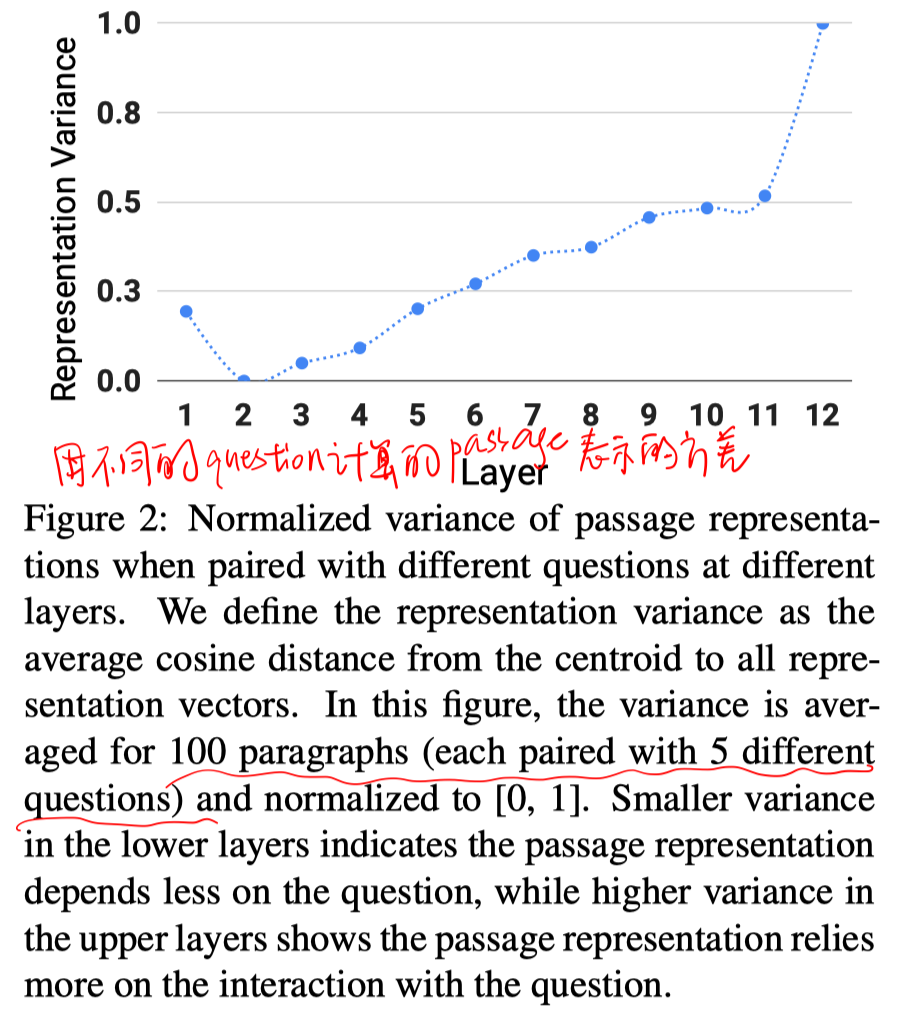 1.0
0.8
0.5
0.3
0.0
Representation Variance
1 2 3 4 5 6 7 8 9 10 11 12
用不同的question计算的passage表示的方差
Layer
Figure 2: Normalized variance of passage representa-
tions when paired with different questions at different
layers. We define the representation variance as the
average cosine distance from the centroid to all repre-
sentation vectors. In this figure, the variance is aver-
aged for 100 paragraphs (each paired with 5 different
questions) and normalized to [0, 1]. Smaller variance
in the lower layers indicates the passage representation
depends less on the question, while higher variance in
the upper layers shows the passage representation relies
more on the interaction with the question.